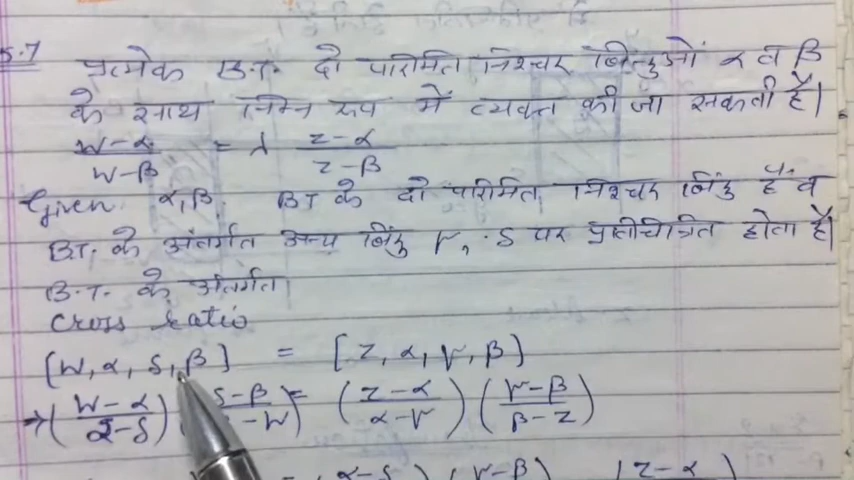 5.7
प्रत्येक B.T. दो परिमित निश्चर बिन्दुओं α व β
के साथ निम्न रूप में व्यक्त की जा सकती है।
w-α/w-β = λ z-α/z-β
Given α, β, BT के दो परिमित निश्चर बिंदु हैं व
B.T. के अंतर्गत अन्य बिंदु γ, δ पर प्रतिचित्रित होता है।
B.T. के अंतर्गत
Cross ratio
[W, α, δ, β] = [z, α, γ, β]
→ (W-α/α-δ) (δ-β/-W) = (z-α/α-γ) (γ-β/β-z)
= (α-δ) (γ-β) (z-α)